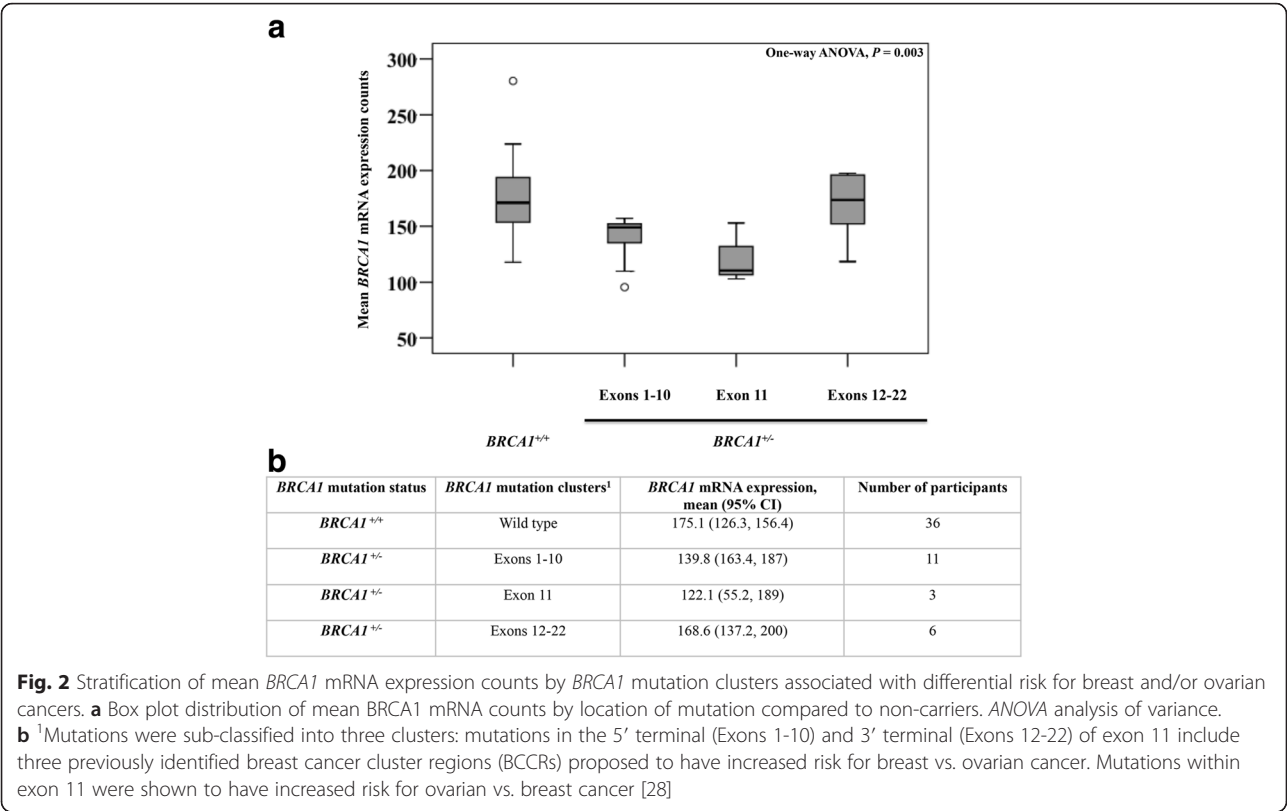 a
One-way ANOVA, P = 0.003
Mean BRCA1 mRNA expression counts
300
250
200
150
100
50
Exons 1-10 Exon 11 Exons 12-22
BRCA1+/+ BRCA1+/-
b
BRCA1 mutation status BRCA1 mutation clusters1 BRCA1 mRNA expression, mean (95% CI) Number of participants
BRCA1+/+ Wild type 175.1 (126.3, 156.4) 36
BRCA1+/- Exons 1-10 139.8 (163.4, 187) 11
BRCA1+/- Exon 11 122.1 (55.2, 189) 3
BRCA1+/- Exons 12-22 168.6 (137.2, 200) 6
Fig. 2 Stratification of mean BRCA1 mRNA expression counts by BRCA1 mutation clusters associated with differential risk for breast and/or ovarian
cancers. a Box plot distribution of mean BRCA1 mRNA counts by location of mutation compared to non-carriers. ANOVA analysis of variance.
b 1Mutations were sub-classified into three clusters: mutations in the 5′ terminal (Exons 1-10) and 3′ terminal (Exons 12-22) of exon 11 include
three previously identified breast cancer cluster regions (BCCRs) proposed to have increased risk for breast vs. ovarian cancer. Mutations within
exon 11 were shown to have increased risk for ovarian vs. breast cancer [28]